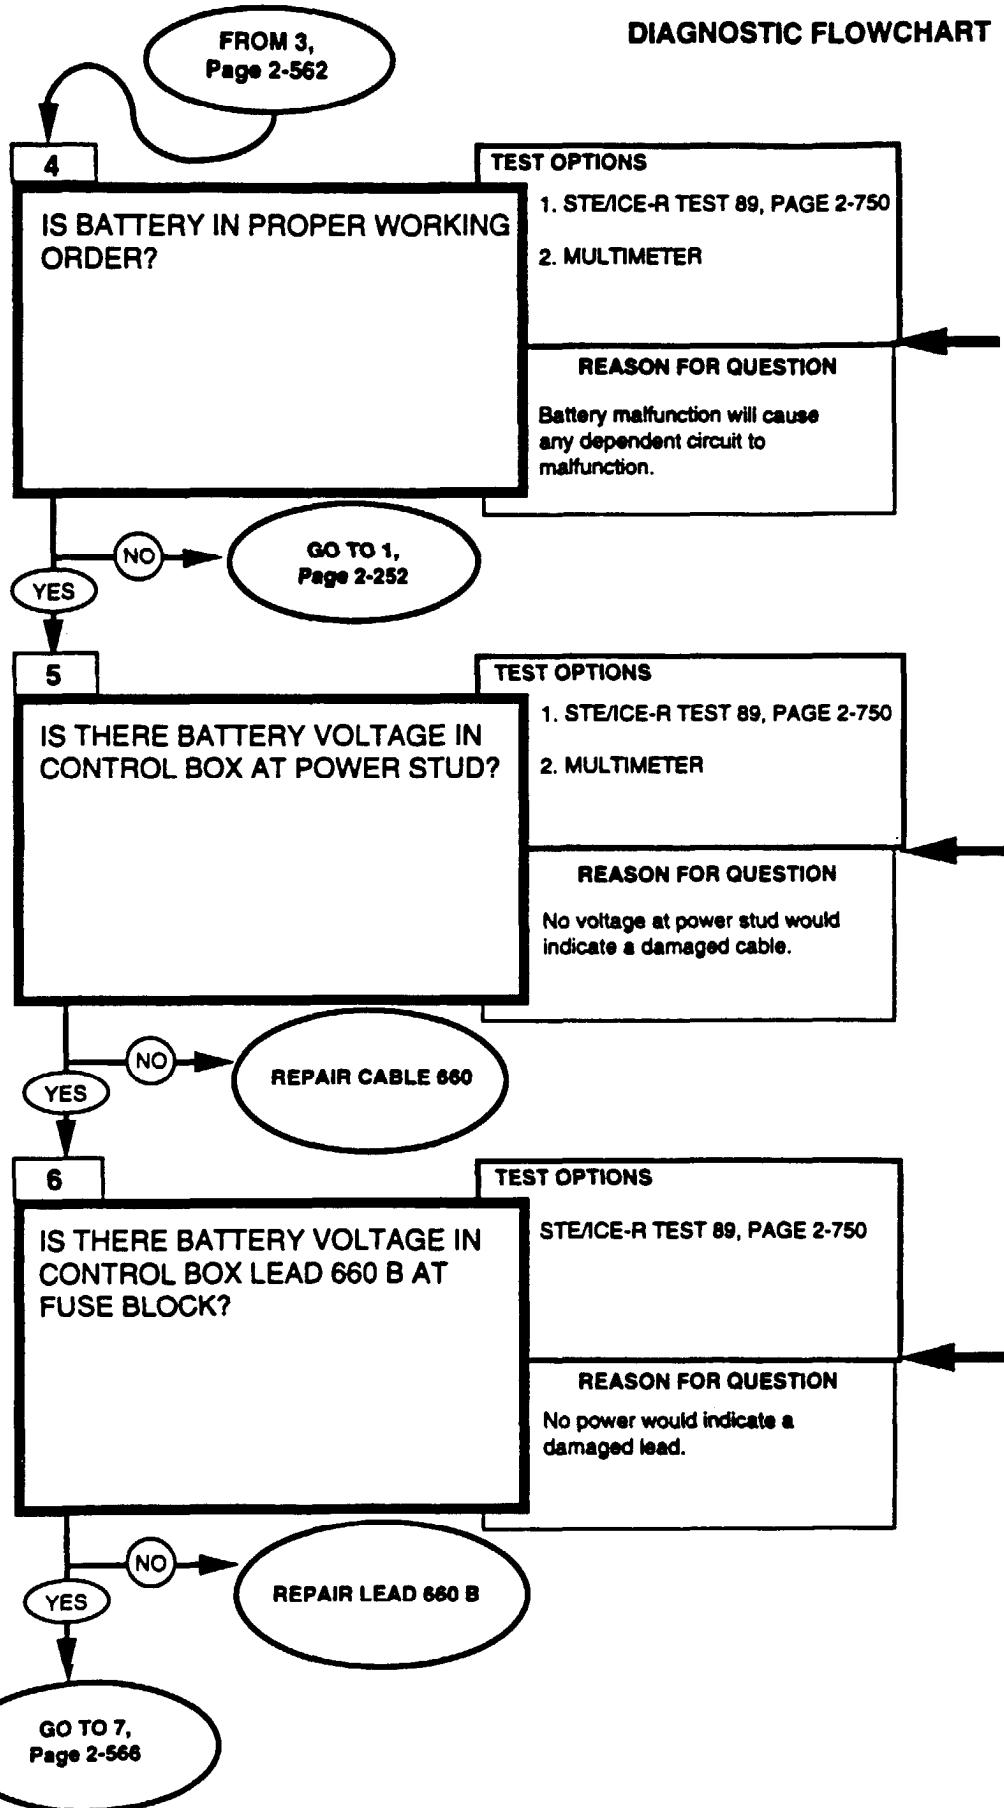 DIAGNOSTIC FLOWCHART
FROM 3,
Page 2-562
4
IS BATTERY IN PROPER WORKING
ORDER?
TEST OPTIONS
1. STE/ICE-R TEST 89, PAGE 2-750
2. MULTIMETER
REASON FOR QUESTION
Battery malfunction will cause
any dependent circuit to
malfunction.
NO
GO TO 1,
Page 2-252
YES
5
IS THERE BATTERY VOLTAGE IN
CONTROL BOX AT POWER STUD?
TEST OPTIONS
1. STE/ICE-R TEST 89, PAGE 2-750
2. MULTIMETER
REASON FOR QUESTION
No voltage at power stud would
indicate a damaged cable.
NO
REPAIR CABLE 660
YES
6
IS THERE BATTERY VOLTAGE IN
CONTROL BOX LEAD 660 B AT
FUSE BLOCK?
TEST OPTIONS
STE/ICE-R TEST 89, PAGE 2-750
REASON FOR QUESTION
No power would indicate a
damaged lead.
NO
REPAIR LEAD 660 B
YES
GO TO 7,
Page 2-566